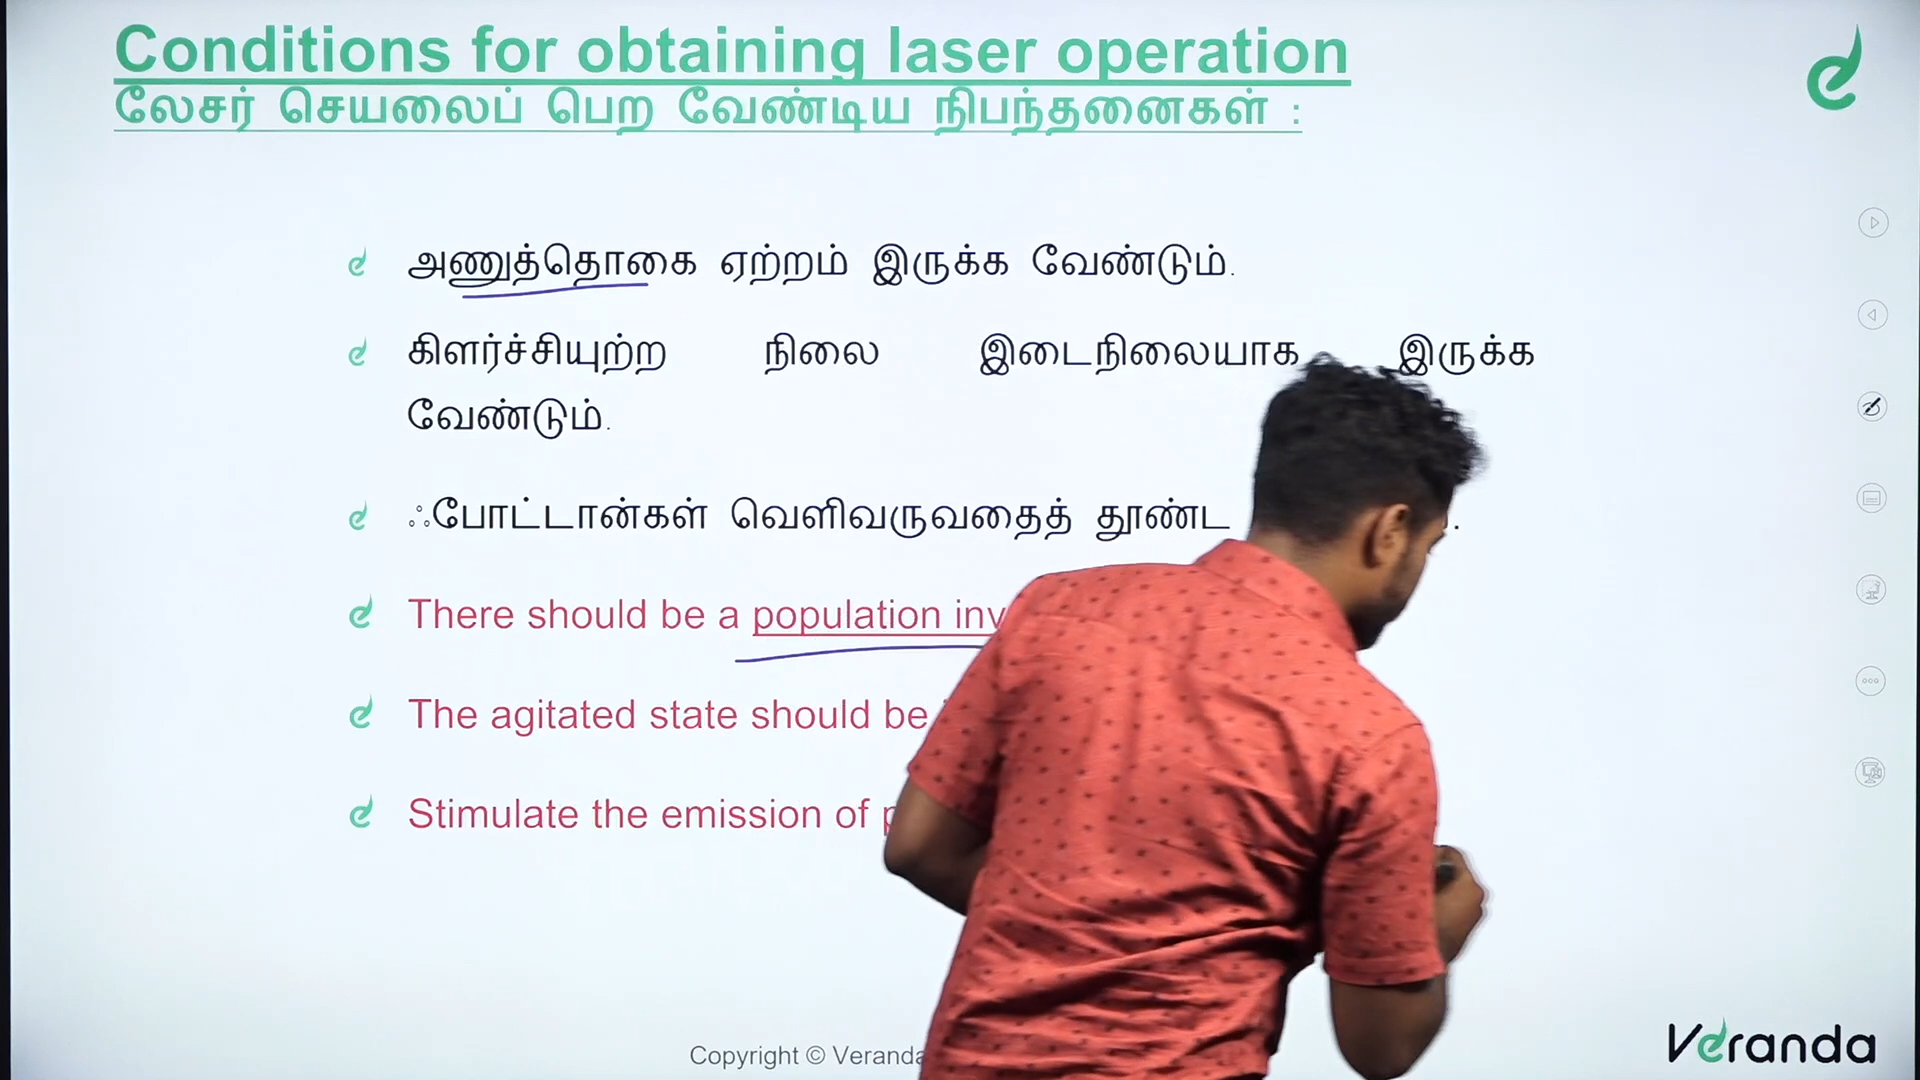 Conditions for obtaining laser operation
லேசர் செயலைப் பெற வேண்டிய நிபந்தனைகள் :
அணுத்தொகை ஏற்றம் இருக்க வேண்டும்.
கிளர்ச்சியுற்ற நிலை இடைநிலையாக இருக்க
வேண்டும்.
ஃபோட்டான்கள் வெளிவருவதைத் தூண்ட
There should be a population
The agitated state should be
Stimulate the emission of
Copyright © Veranda
Veranda